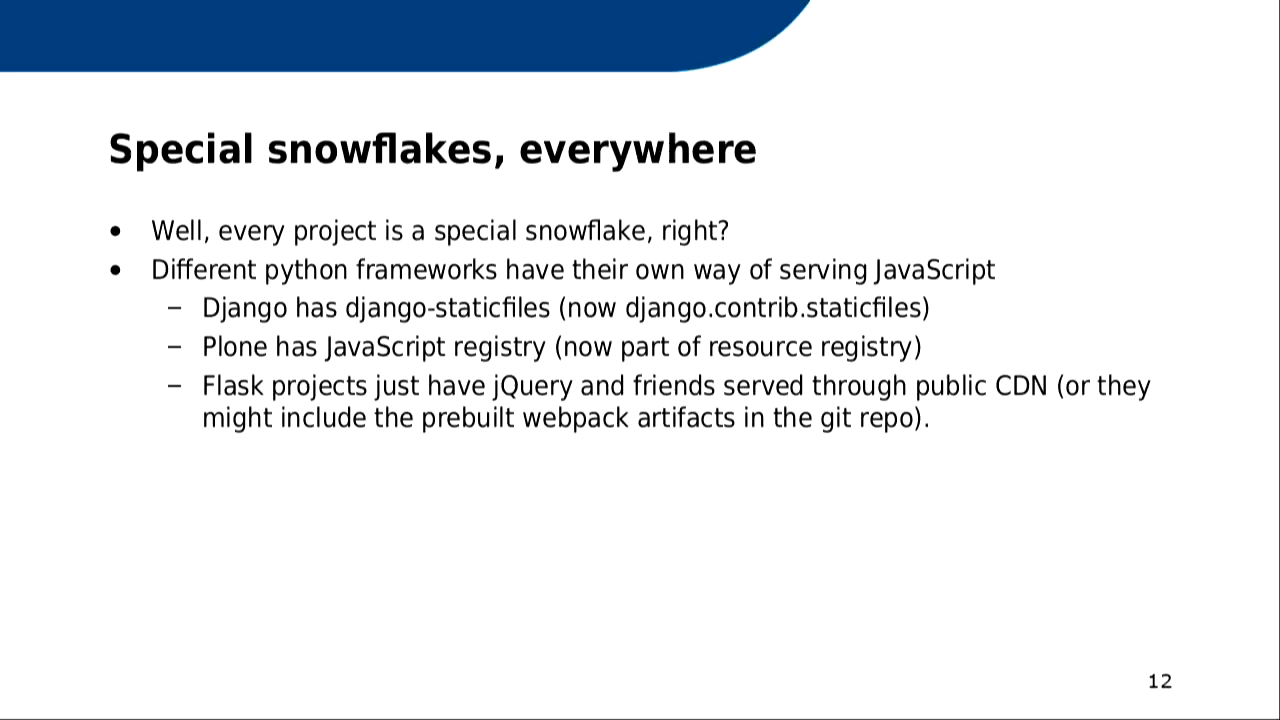 Special snowflakes, everywhere
• Well, every project is a special snowflake, right?
• Different python frameworks have their own way of serving JavaScript
– Django has django-staticfiles (now django.contrib.staticfiles)
– Plone has JavaScript registry (now part of resource registry)
– Flask projects just have jQuery and friends served through public CDN (or they
might include the prebuilt webpack artifacts in the git repo).
12